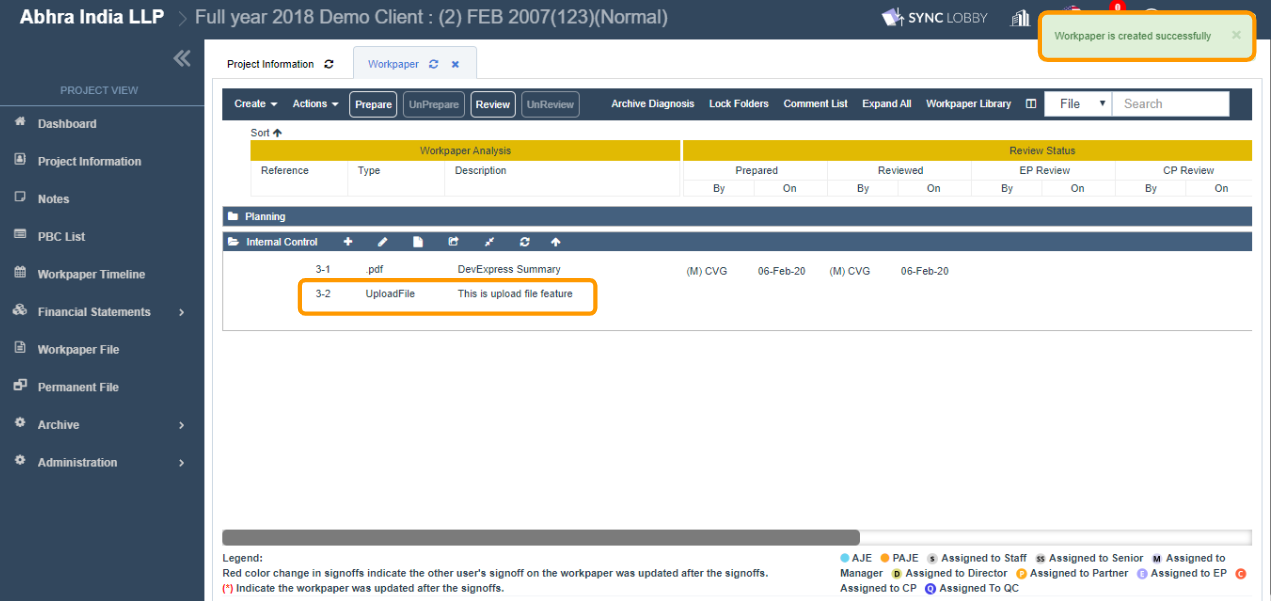 Abhra India LLP > Full year 2018 Demo Client : (2) FEB 2007(123)(Normal)
SYNC LOBBY
0
Workpaper is created successfully ×
Project Information
Workpaper ×
PROJECT VIEW
Dashboard
Project Information
Notes
PBC List
Workpaper Timeline
Financial Statements
Workpaper File
Permanent File
Archive
Administration
Create Actions Prepare UnPrepare Review UnReview Archive Diagnosis Lock Folders Comment List Expand All Workpaper Library File Search
Sort
Workpaper Analysis Review Status
Reference Type Description Prepared Reviewed EP Review CP Review
By On By On By On By On
Planning
Internal Control
3-1 .pdf DevExpress Summary (M) CVG 06-Feb-20 (M) CVG 06-Feb-20
3-2 UploadFile This is upload file feature
Legend:
Red color change in signoffs indicate the other user's signoff on the workpaper was updated after the signoffs.
(*) Indicate the workpaper was updated after the signoffs.
AJE PAJE S Assigned to Staff SS Assigned to Senior M Assigned to
Manager D Assigned to Director P Assigned to Partner E Assigned to EP C
Assigned to CP Q Assigned To QC